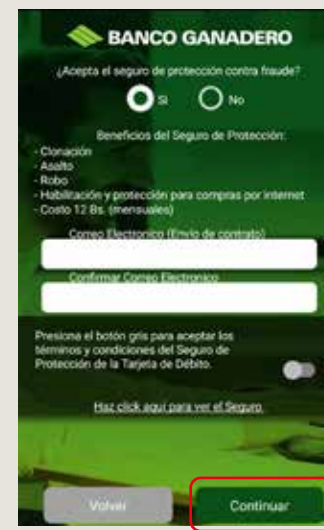 BANCO GANADERO
¿Acepta el seguro de protección contra fraude?
Si No
Beneficios del Seguro de Protección:
- Clonación
- Asalto
- Robo
- Habilitación y protección para compras por internet
- Costo 12 Bs. (mensuales)
Correo Electronico (Envío de contrato)
Confirmar Correo Electronico
Presiona el botón gris para aceptar los
términos y condiciones del Seguro de
Protección de la Tarjeta de Débito.
Haz click aquí para ver el Seguro.
Volver Continuar